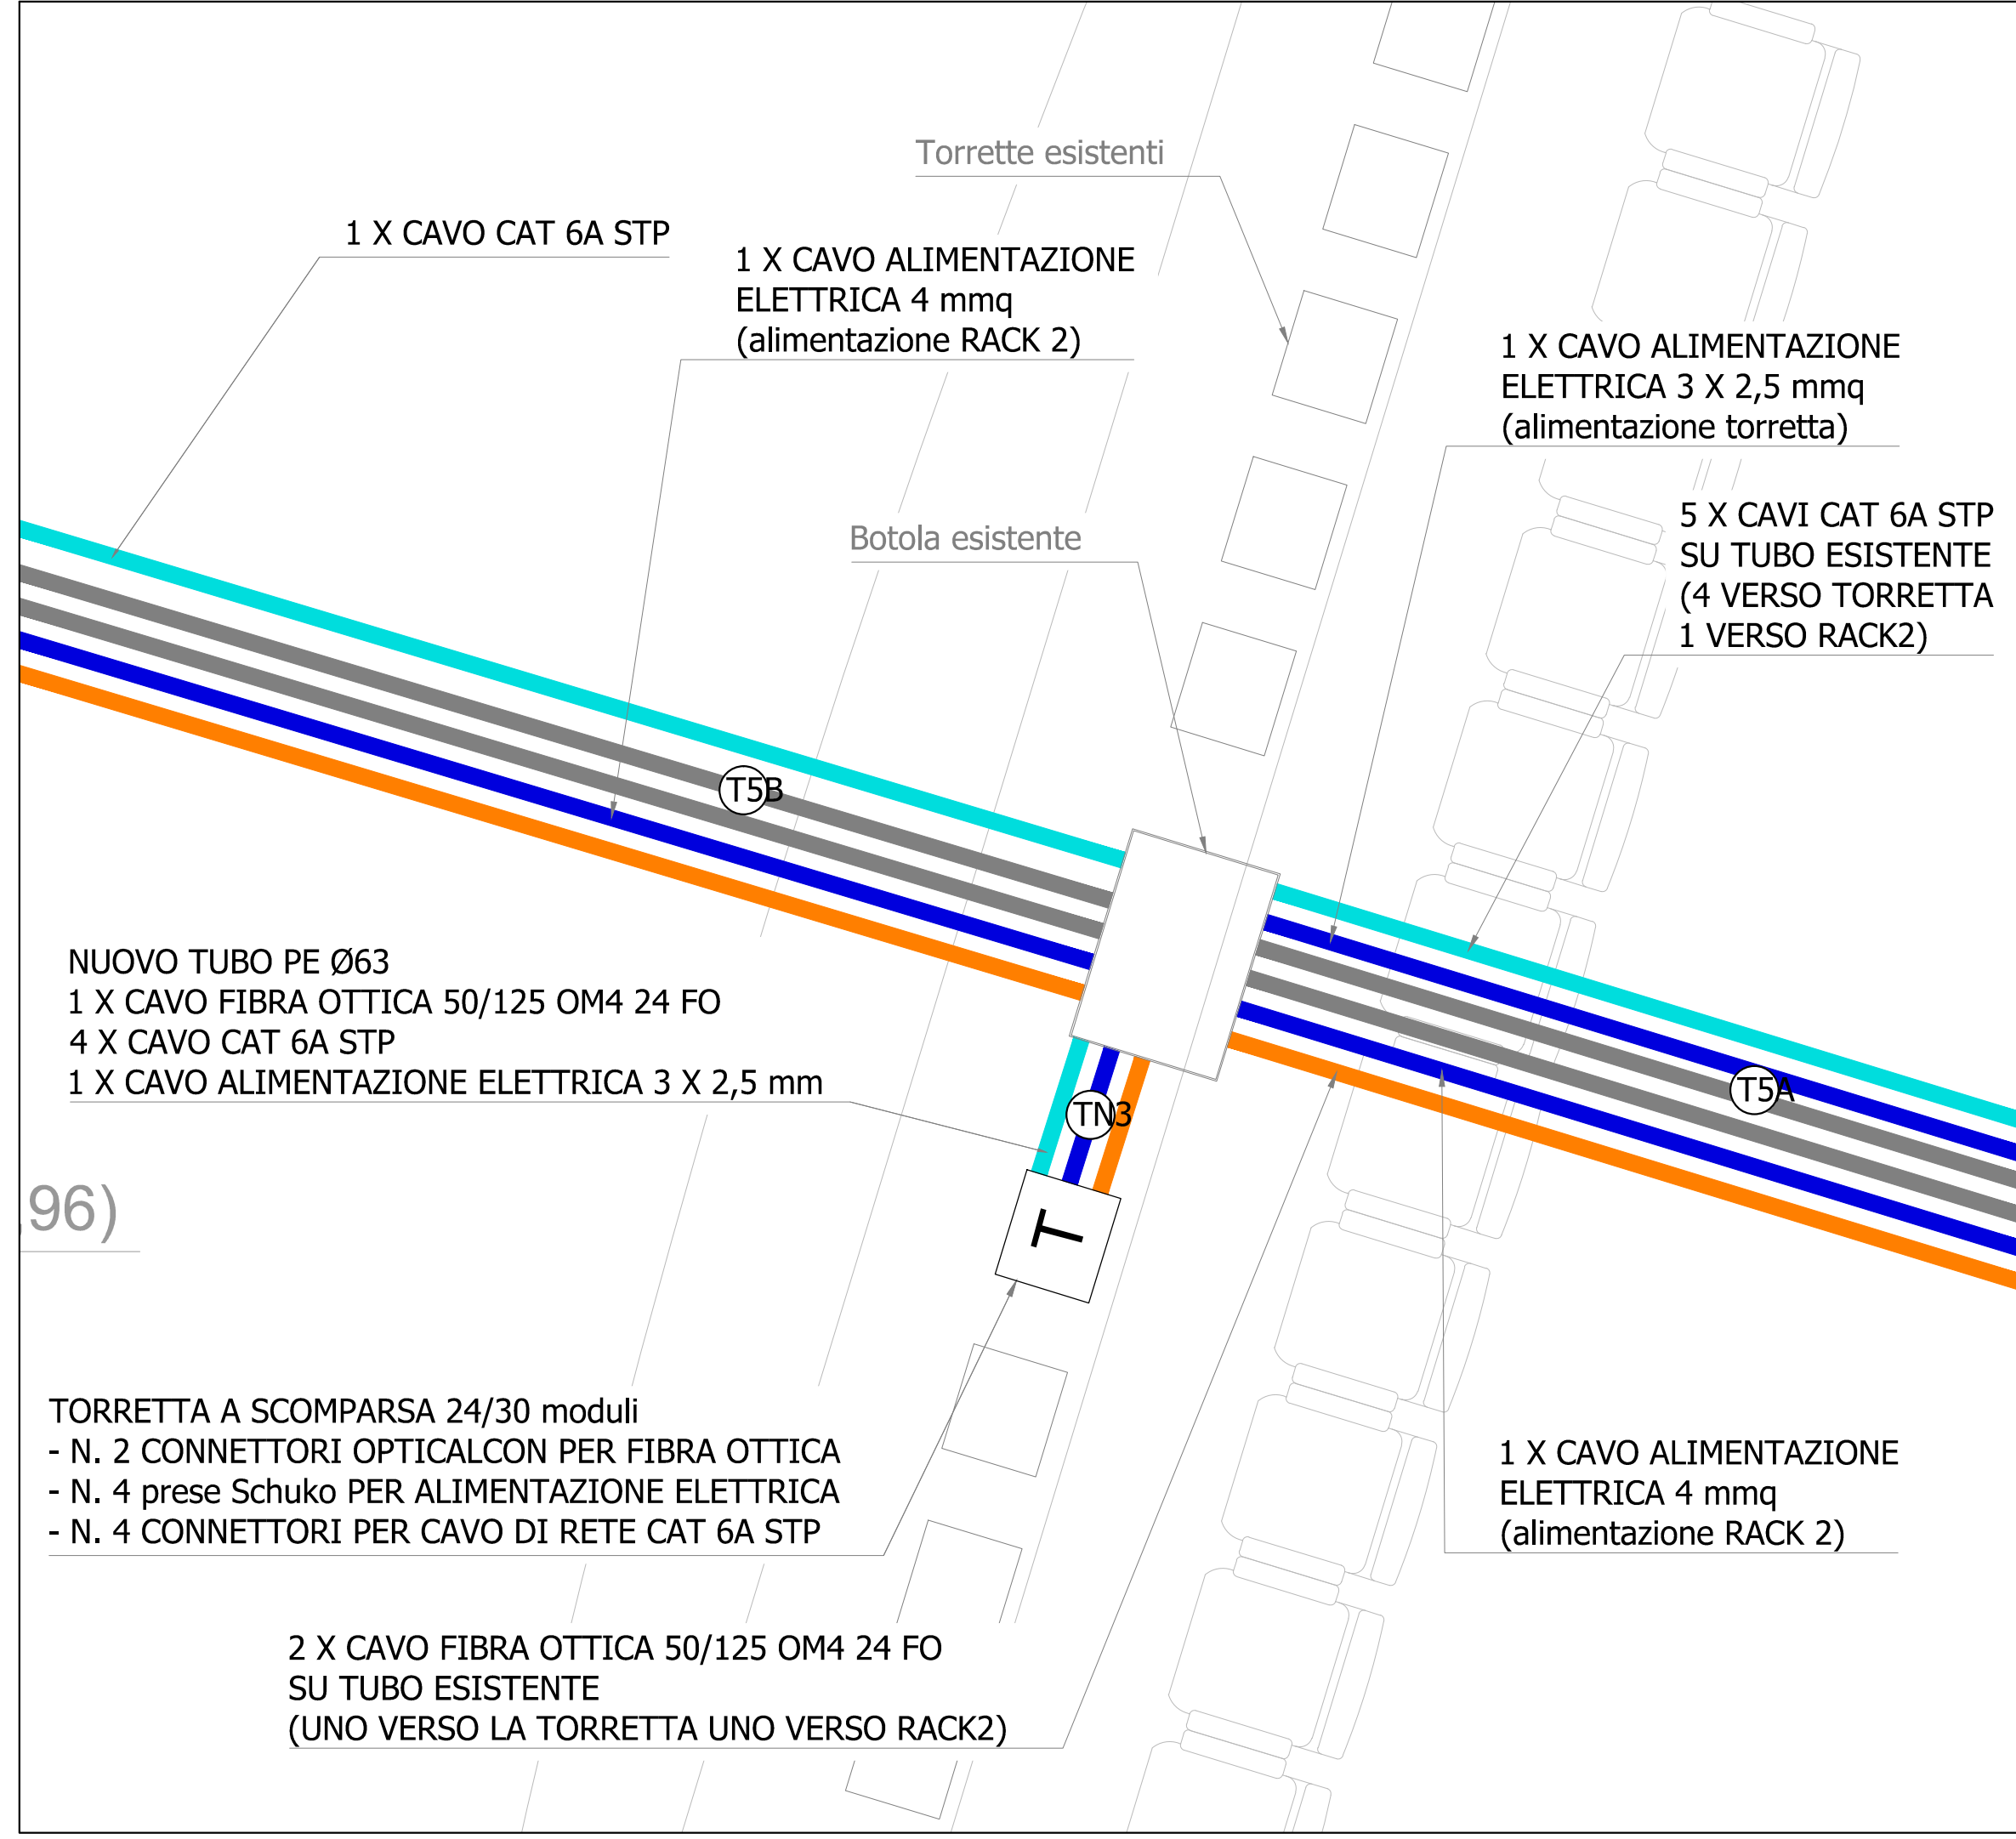 Torrette esistenti
1 X CAVO CAT 6A STP
1 X CAVO ALIMENTAZIONE
ELETTRICA 4 mmq
(alimentazione RACK 2)
1 X CAVO ALIMENTAZIONE
ELETTRICA 3 X 2,5 mmq
(alimentazione torretta)
5 X CAVI CAT 6A STP
SU TUBO ESISTENTE
(4 VERSO TORRETTA
1 VERSO RACK2)
Botola esistente
T5B
NUOVO TUBO PE Ø63
1 X CAVO FIBRA OTTICA 50/125 OM4 24 FO
4 X CAVO CAT 6A STP
1 X CAVO ALIMENTAZIONE ELETTRICA 3 X 2,5 mm
T5A
TN3
96)
T
TORRETTA A SCOMPARSA 24/30 moduli
- N. 2 CONNETTORI OPTICALCON PER FIBRA OTTICA
- N. 4 prese Schuko PER ALIMENTAZIONE ELETTRICA
- N. 4 CONNETTORI PER CAVO DI RETE CAT 6A STP
1 X CAVO ALIMENTAZIONE
ELETTRICA 4 mmq
(alimentazione RACK 2)
2 X CAVO FIBRA OTTICA 50/125 OM4 24 FO
SU TUBO ESISTENTE
(UNO VERSO LA TORRETTA UNO VERSO RACK2)